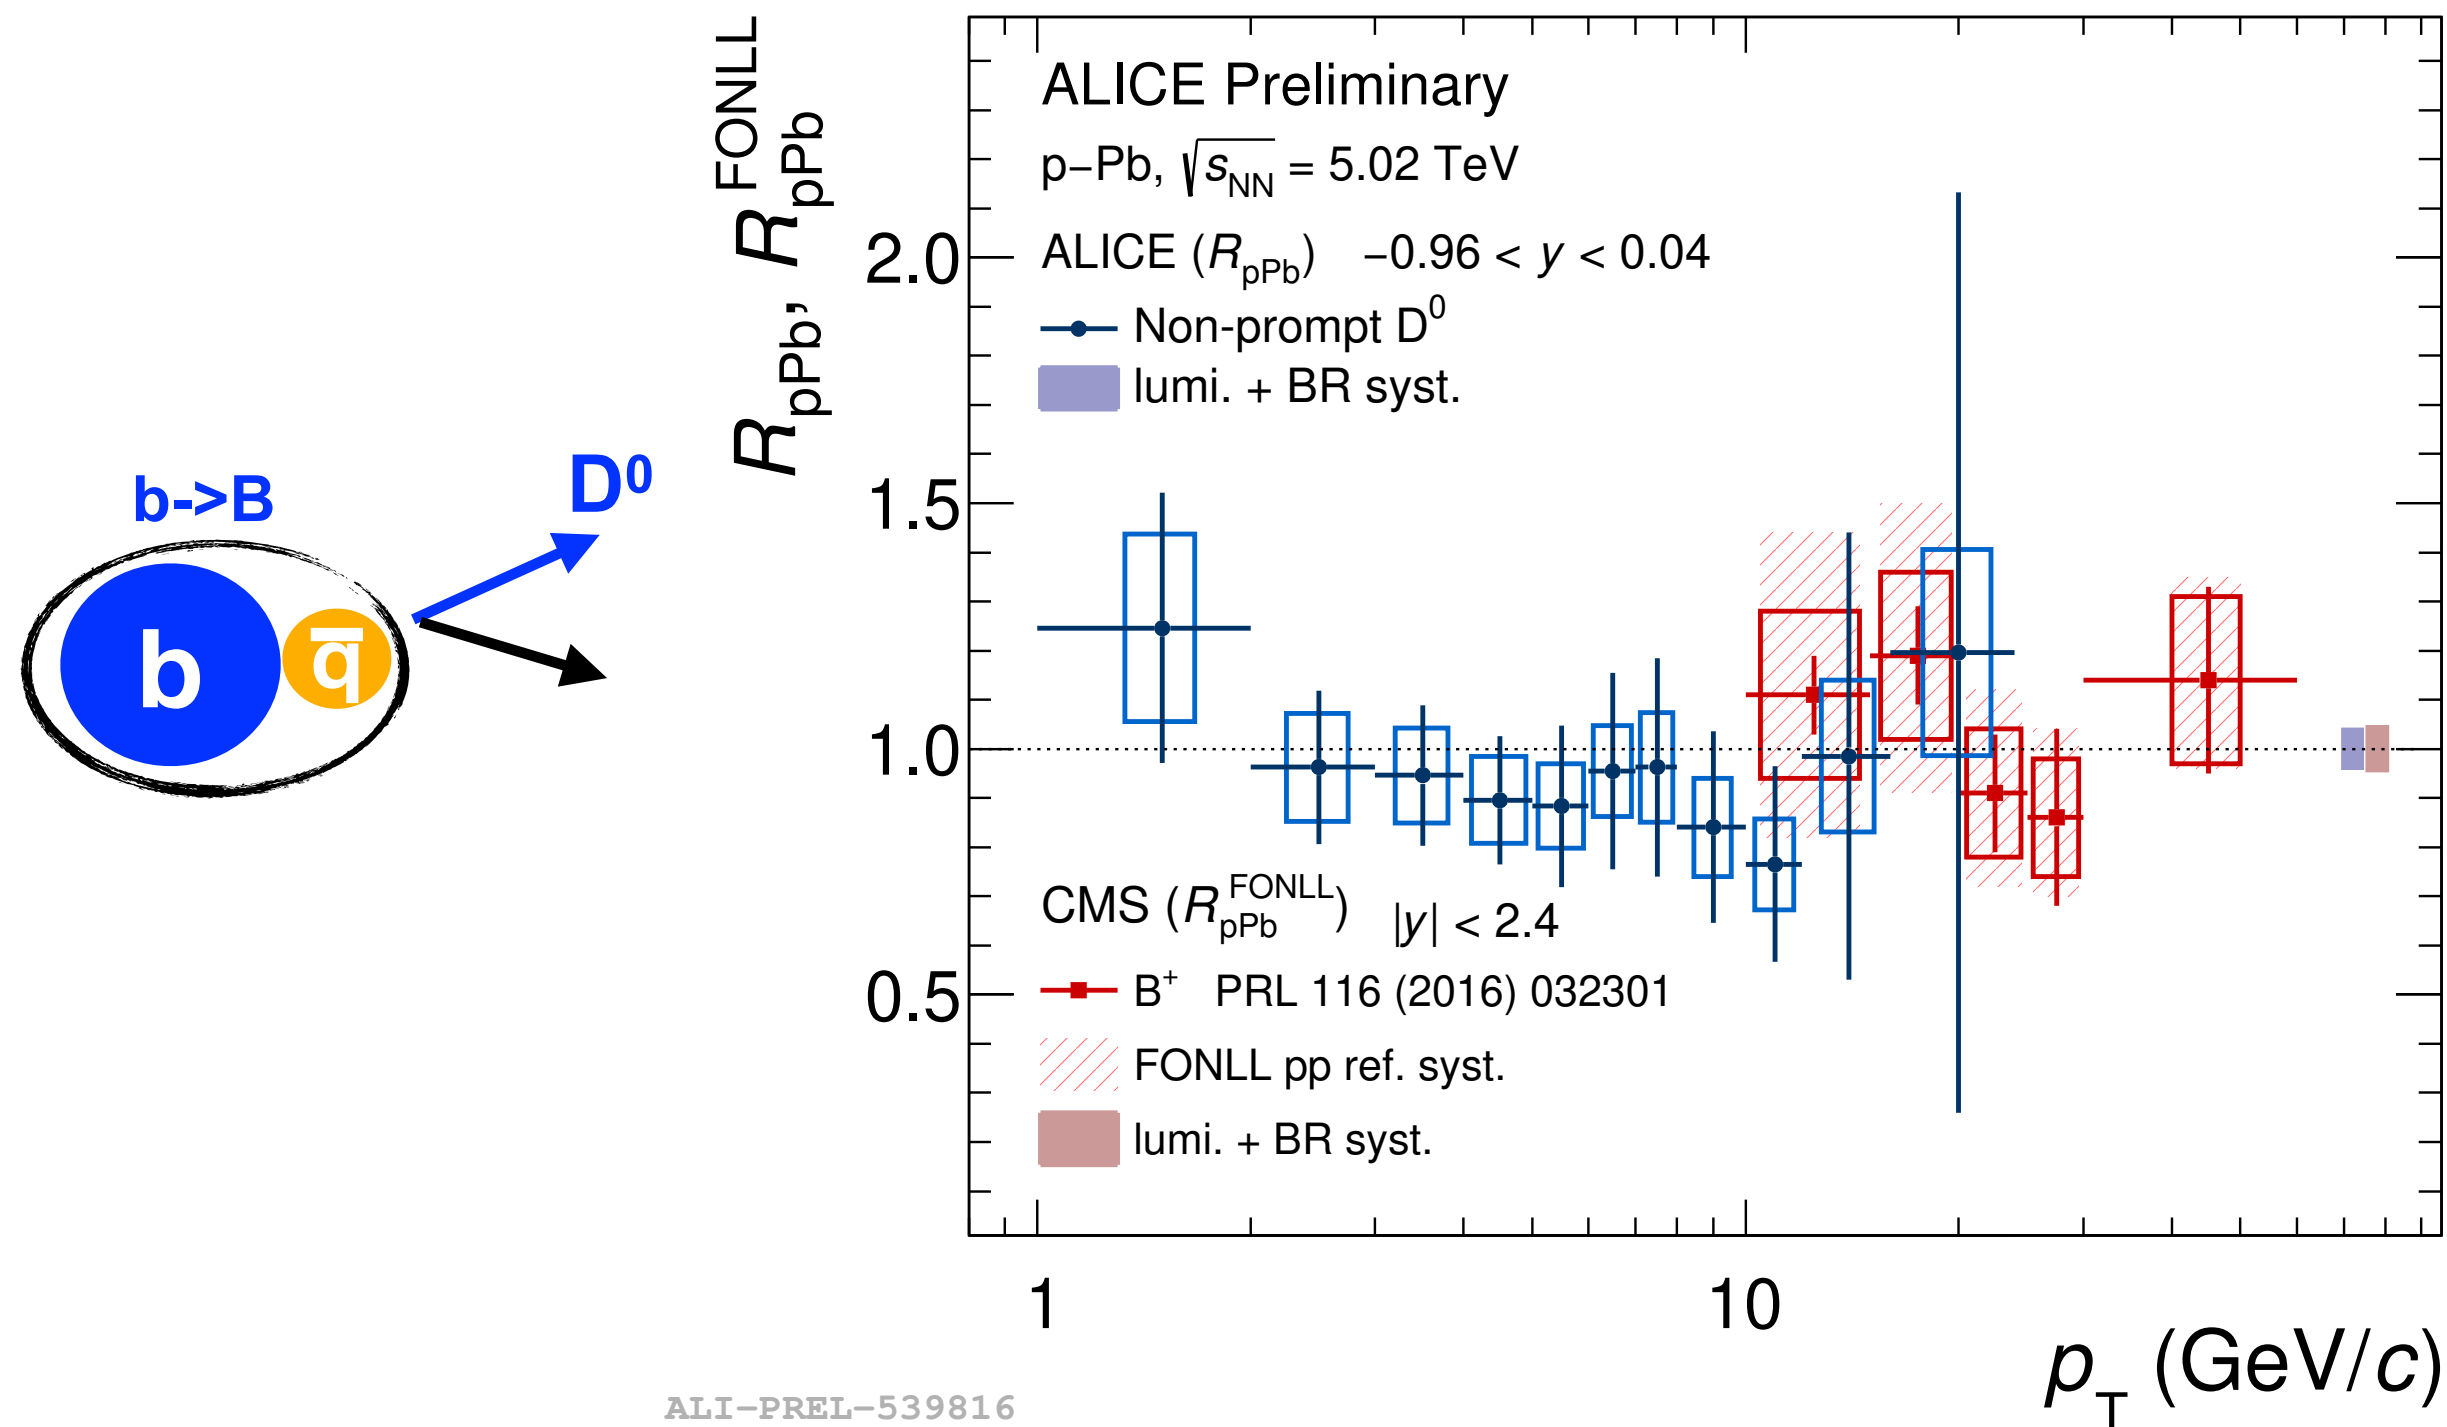 b->B
D⁰
b
q̅
R_pPb, R_pPb^FONLL
ALICE Preliminary
p−Pb, √s_NN = 5.02 TeV
ALICE (R_pPb) −0.96 < y < 0.04
Non-prompt D⁰
lumi. + BR syst.
CMS (R_pPb^FONLL) |y| < 2.4
B⁺ PRL 116 (2016) 032301
FONLL pp ref. syst.
lumi. + BR syst.
2.0
1.5
1.0
0.5
1
10
p_T (GeV/c)
ALI-PREL-539816